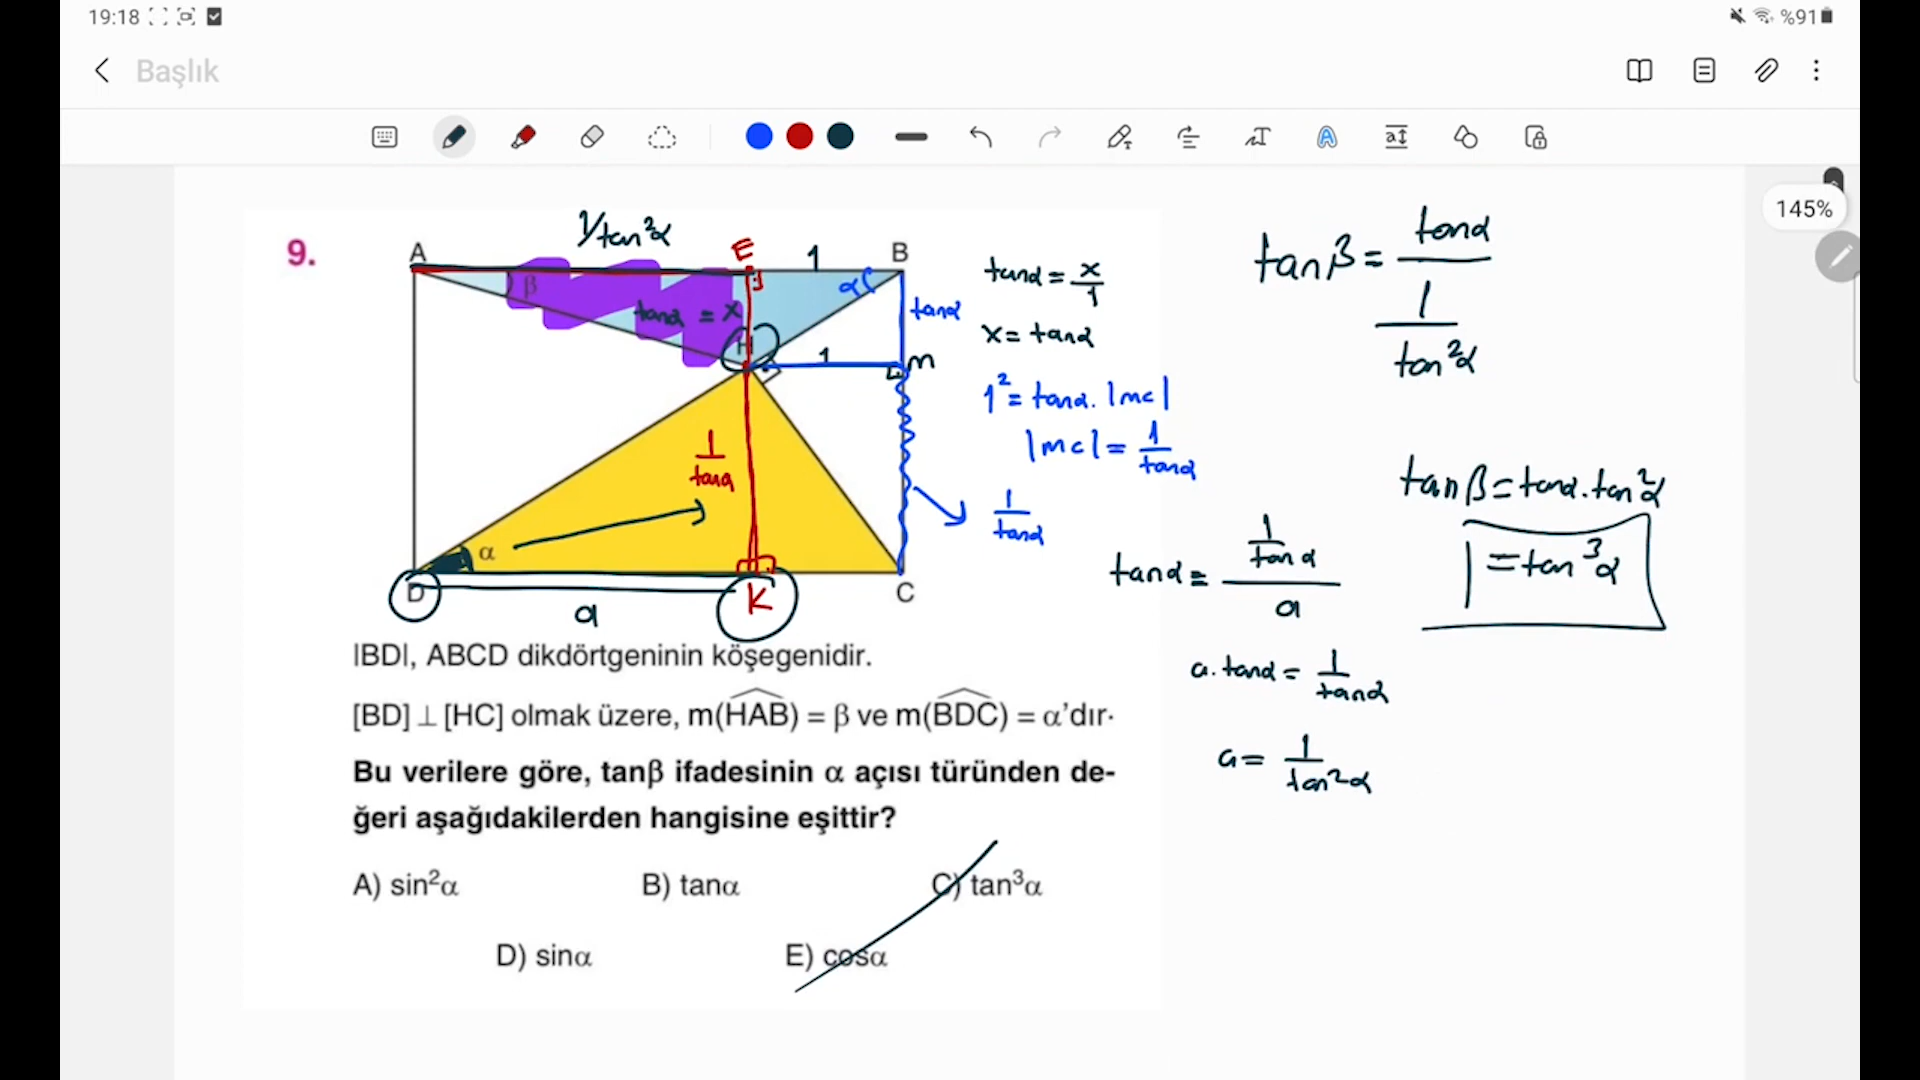 19:18
%91
Başlık
145%
9.
1/tan²α
A
E
1
B
β
α
tanα
tanα = x
H
1
m
1/tanα
α
D
a
K
C
tanα = x/1
x = tanα
1² = tanα . |mc|
|mc| = 1/tanα
1/tanα
tanβ = tanα / (1/tan²α)
tanβ = tanα . tan²α
= tan³α
tanα = (1/tanα) / a
a . tanα = 1/tanα
a = 1/tan²α
|BD|, ABCD dikdörtgeninin köşegenidir.
[BD] ⊥ [HC] olmak üzere, m(HAB) = β ve m(BDC) = α'dır.
Bu verilere göre, tanβ ifadesinin α açısı türünden de-
ğeri aşağıdakilerden hangisine eşittir?
A) sin²α B) tanα C) tan³α
D) sinα E) cosα